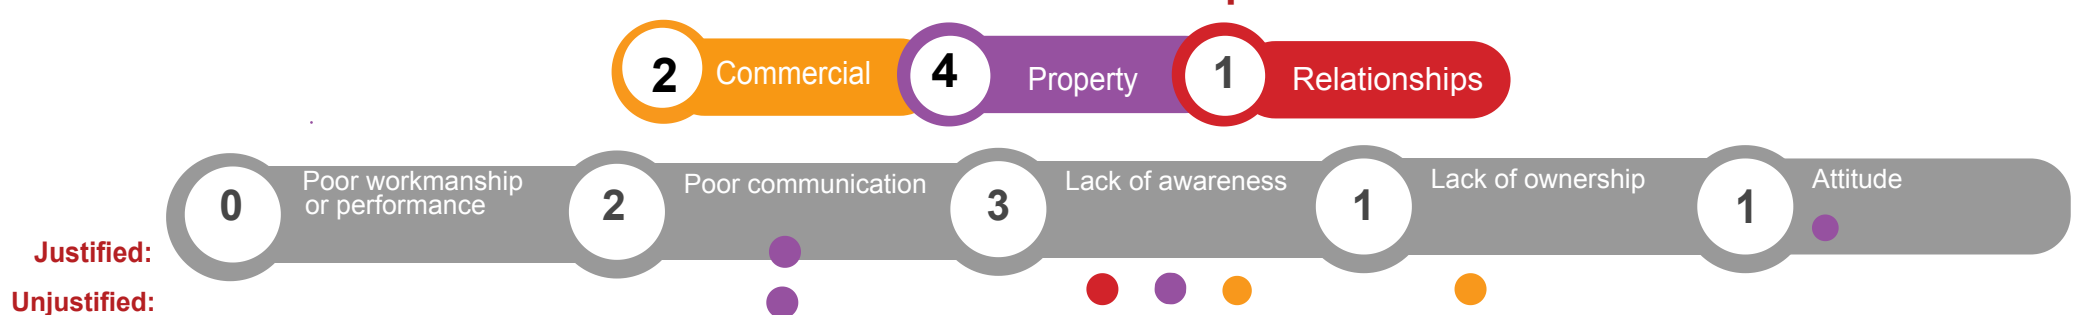 2 Commercial 4 Property 1 Relationships
0 Poor workmanship
or performance
2 Poor communication
3 Lack of awareness
1 Lack of ownership
1 Attitude
Justified:
Unjustified: